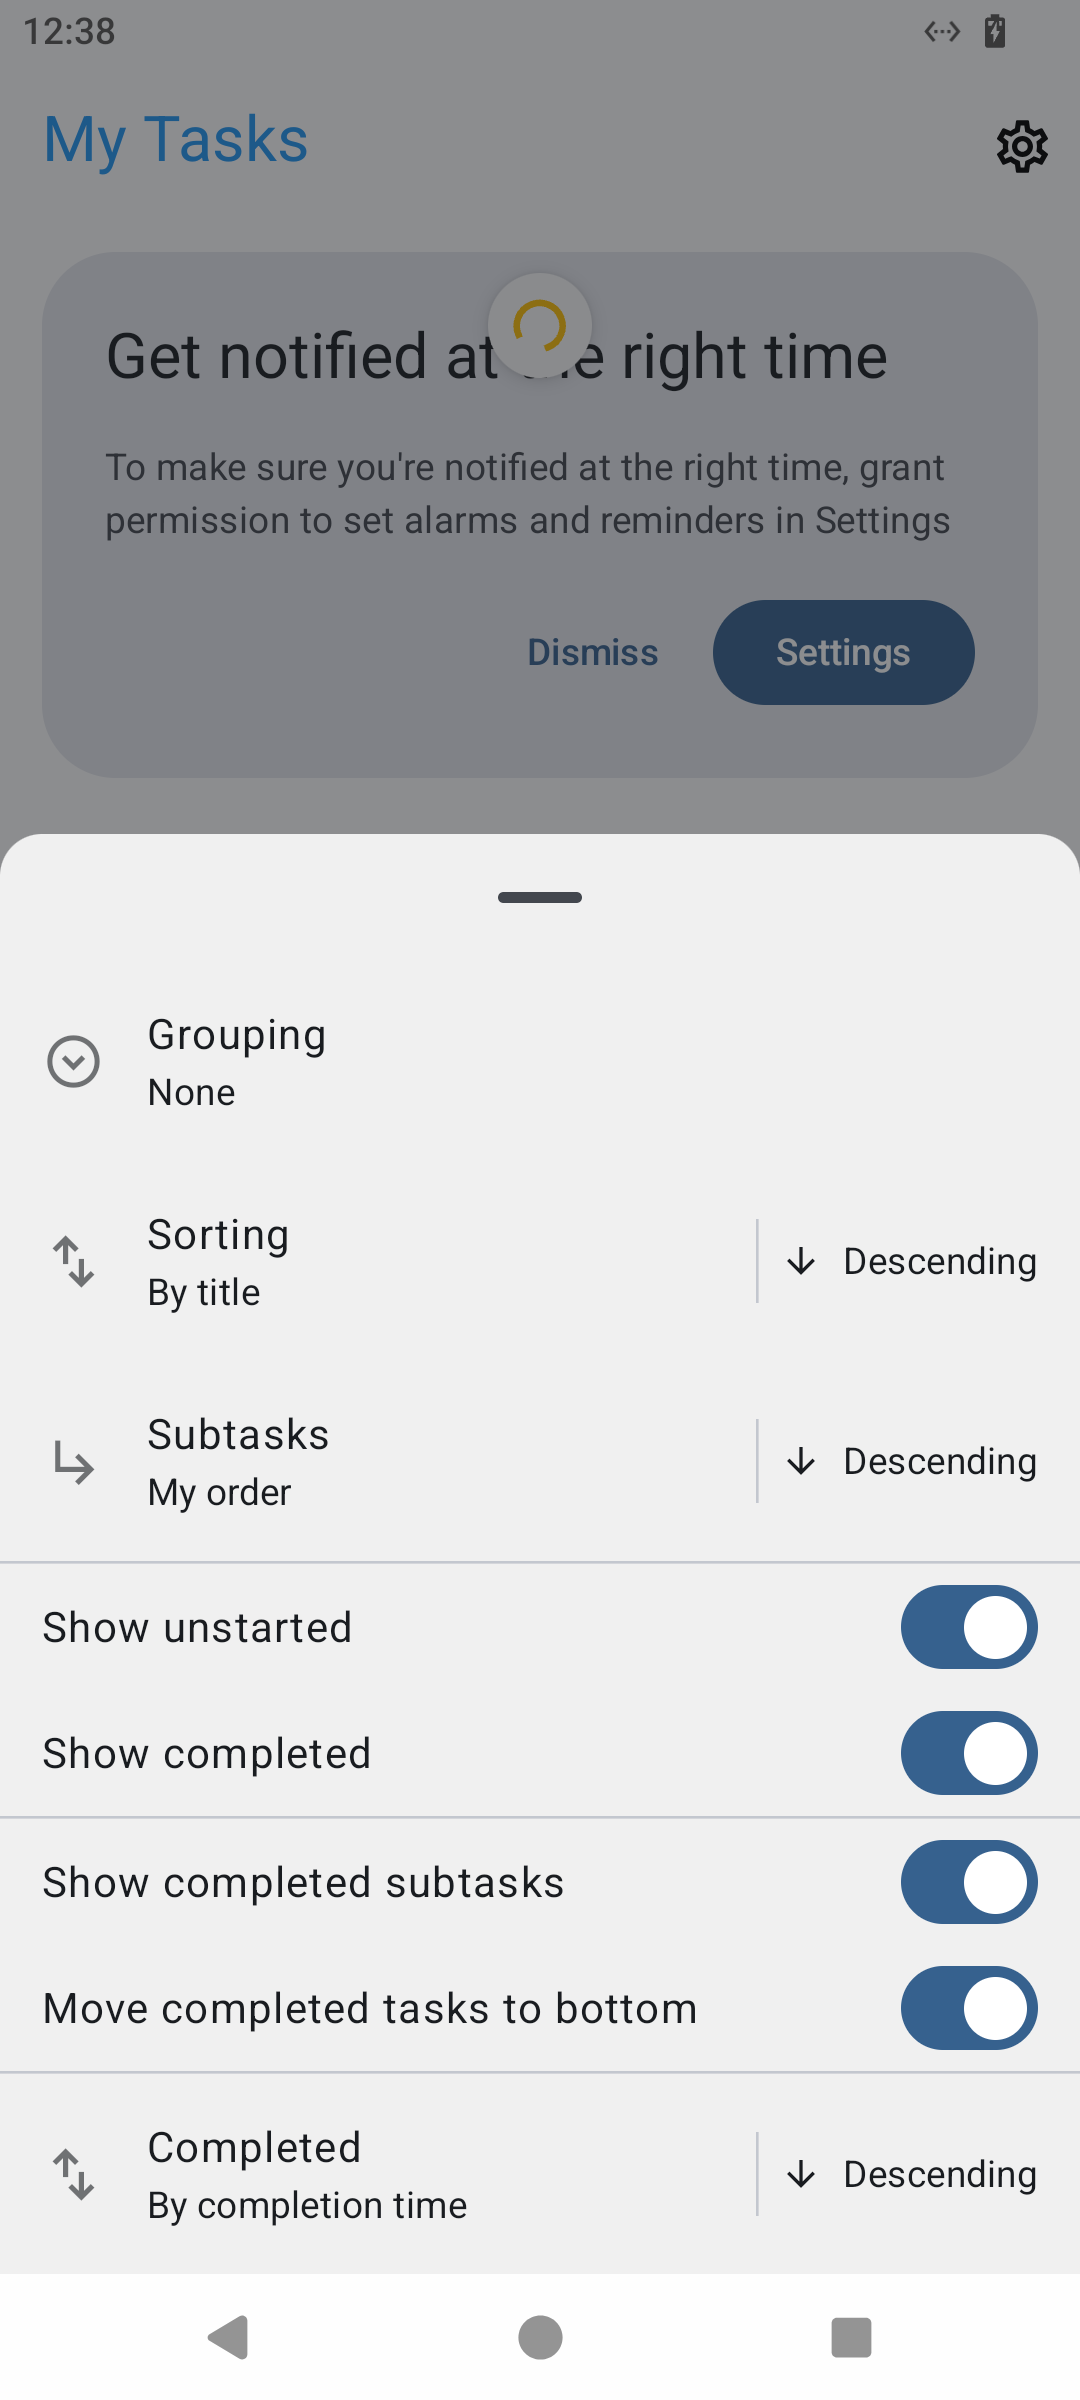 12:38
My Tasks
Get notified at the right time
To make sure you're notified at the right time, grant
permission to set alarms and reminders in Settings
Dismiss
Settings
Grouping
None
Sorting
By title
Descending
Subtasks
My order
Descending
Show unstarted
Show completed
Show completed subtasks
Move completed tasks to bottom
Completed
By completion time
Descending